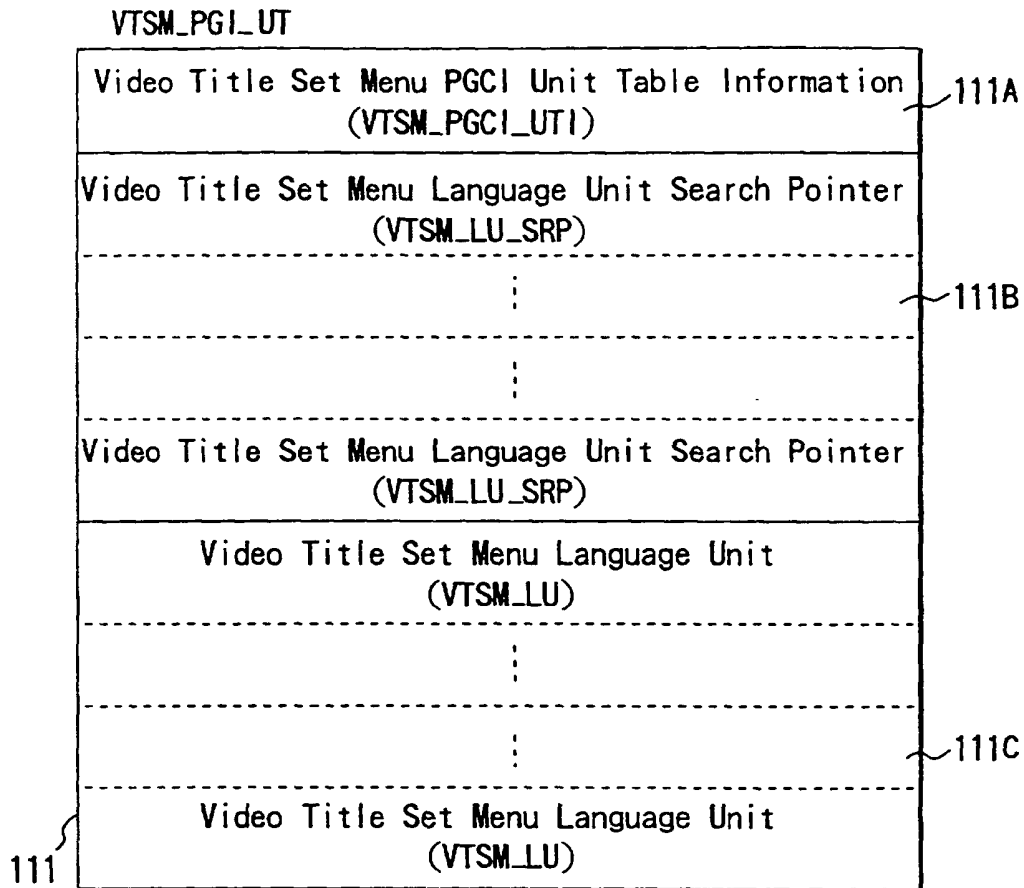 VTSM_PGI_UT
Video Title Set Menu PGCI Unit Table Information
(VTSM_PGCI_UTI)
111A
Video Title Set Menu Language Unit Search Pointer
(VTSM_LU_SRP)
111B
Video Title Set Menu Language Unit Search Pointer
(VTSM_LU_SRP)
Video Title Set Menu Language Unit
(VTSM_LU)
111C
Video Title Set Menu Language Unit
(VTSM_LU)
111